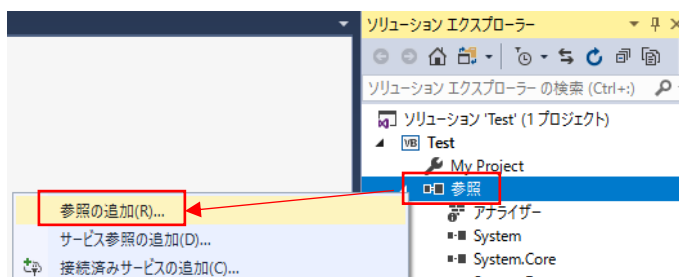 ソリューション エクスプローラー
ソリューション エクスプローラー の検索 (Ctrl+:)
ソリューション 'Test' (1 プロジェクト)
VB Test
My Project
参照
アナライザー
System
System.Core
参照の追加(R)...
サービス参照の追加(D)...
接続済みサービスの追加(C)...